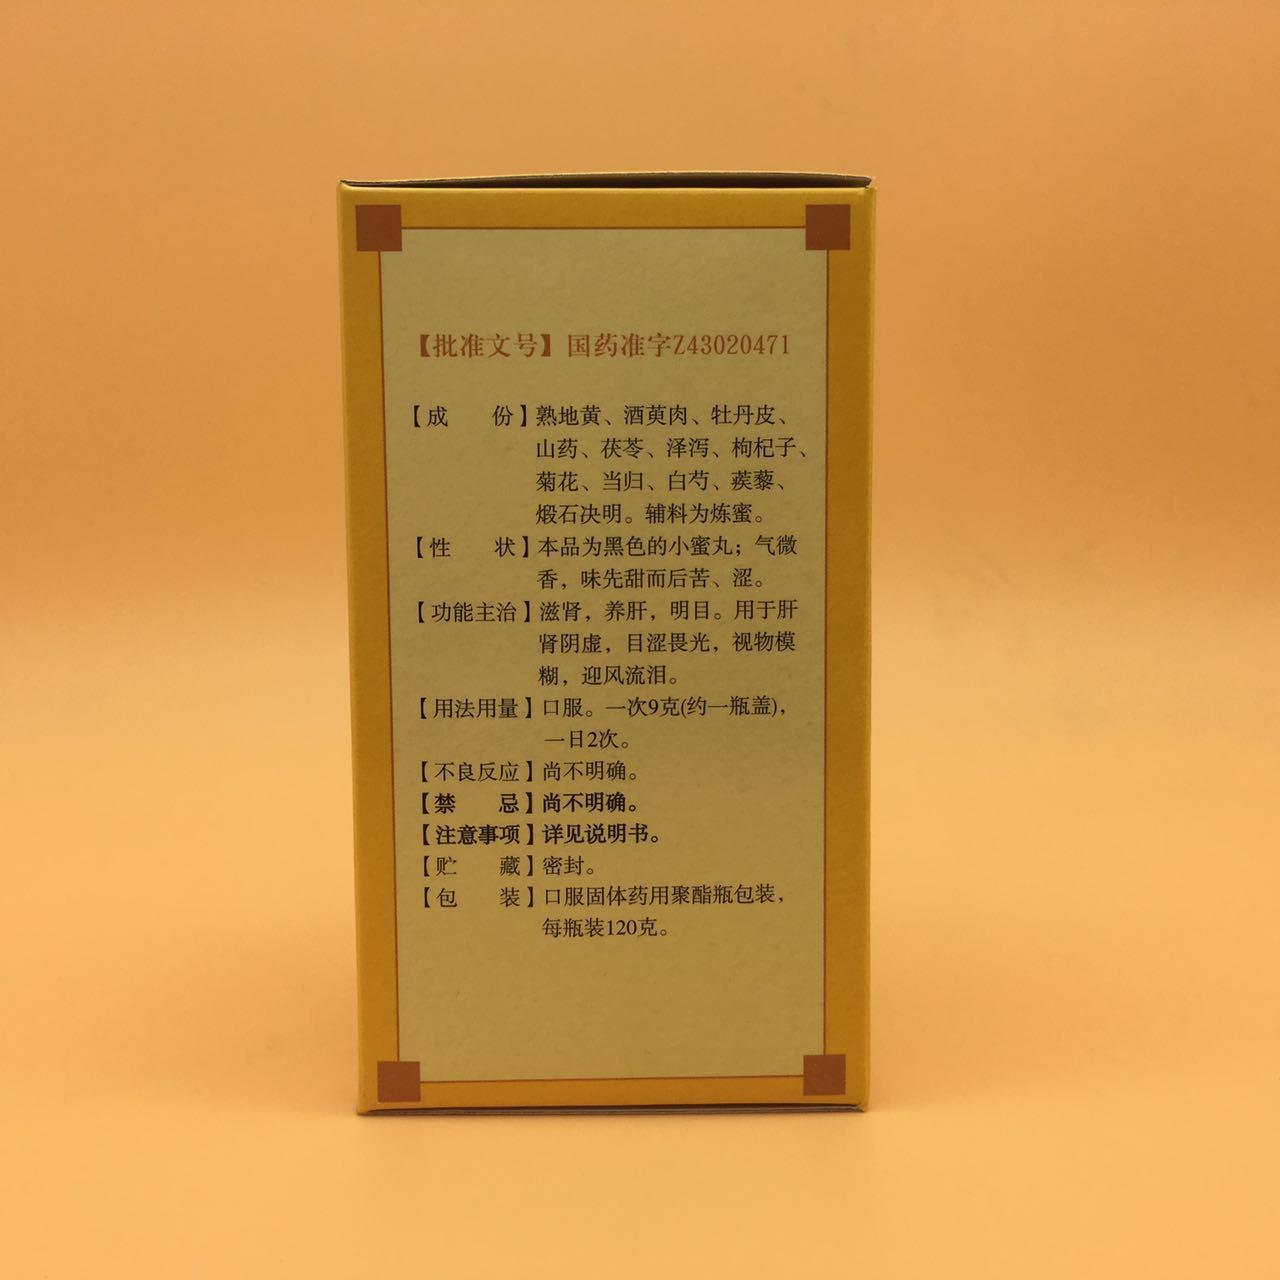 【批准文号】国药准字Z43020471
【成 份】熟地黄、酒萸肉、牡丹皮、
山药、茯苓、泽泻、枸杞子、
菊花、当归、白芍、蒺藜、
煅石决明。辅料为炼蜜。
【性 状】本品为黑色的小蜜丸；气微
香，味先甜而后苦、涩。
【功能主治】滋肾，养肝，明目。用于肝
肾阴虚，目涩畏光，视物模
糊，迎风流泪。
【用法用量】口服。一次9克(约一瓶盖)，
一日2次。
【不良反应】尚不明确。
【禁 忌】尚不明确。
【注意事项】详见说明书。
【贮 藏】密封。
【包 装】口服固体药用聚酯瓶包装，
每瓶装120克。